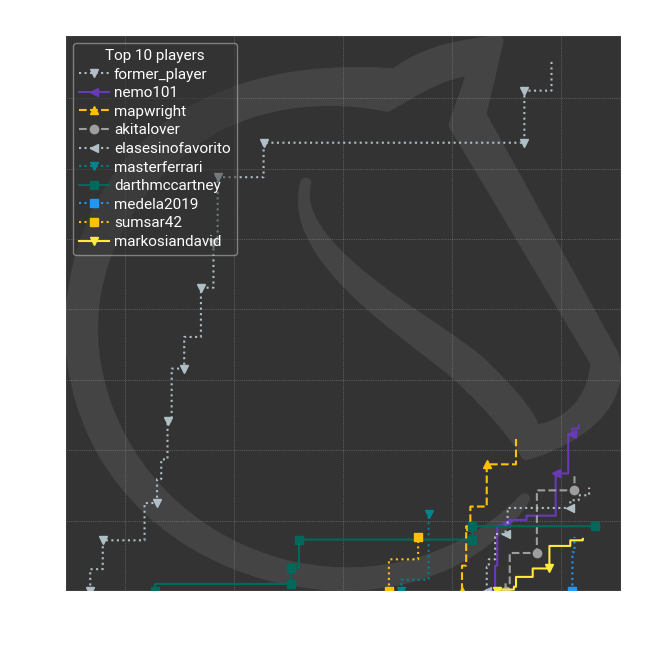 Top 10 players
former_player
nemo101
mapwright
akitalover
elasesinofavorito
masterferrari
darthmccartney
medela2019
sumsar42
markosiandavid